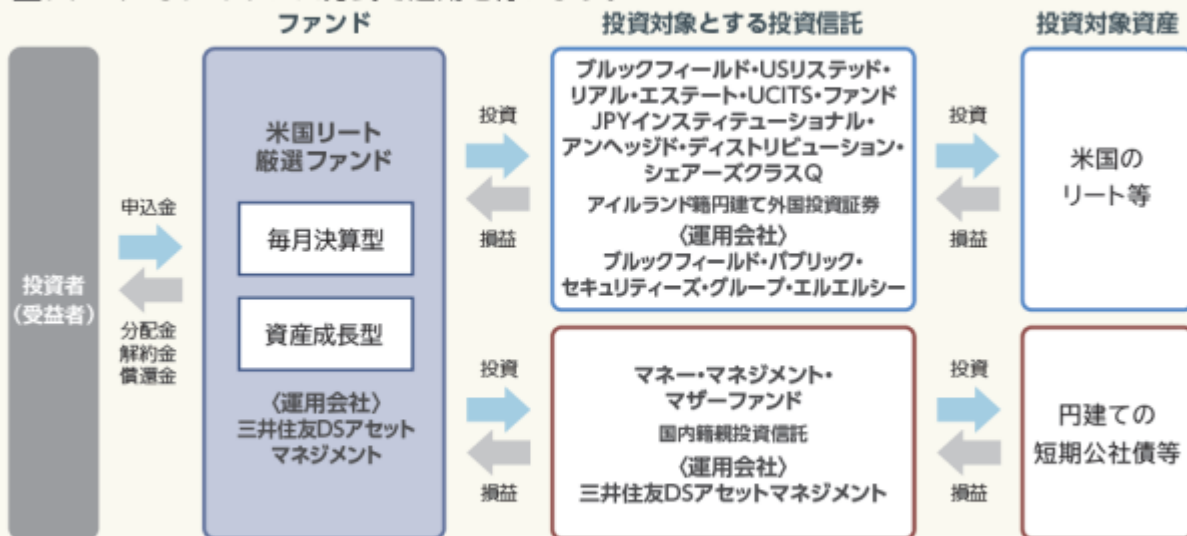 ファンド
投資対象とする投資信託
投資対象資産
投資者
（受益者）
申込金
分配金
解約金
償還金
米国リート
厳選ファンド
毎月決算型
資産成長型
〈運用会社〉
三井住友DSアセット
マネジメント
投資
損益
ブルックフィールド・USリステッド・
リアル・エステート・UCITS・ファンド
JPYインスティテューショナル・
アンヘッジド・ディストリビューション・
シェアーズクラスQ
アイルランド籍円建て外国投資証券
〈運用会社〉
ブルックフィールド・パブリック・
セキュリティーズ・グループ・エルエルシー
投資
損益
米国の
リート等
投資
損益
マネー・マネジメント・
マザーファンド
国内籍親投資信託
〈運用会社〉
三井住友DSアセットマネジメント
投資
損益
円建ての
短期公社債等